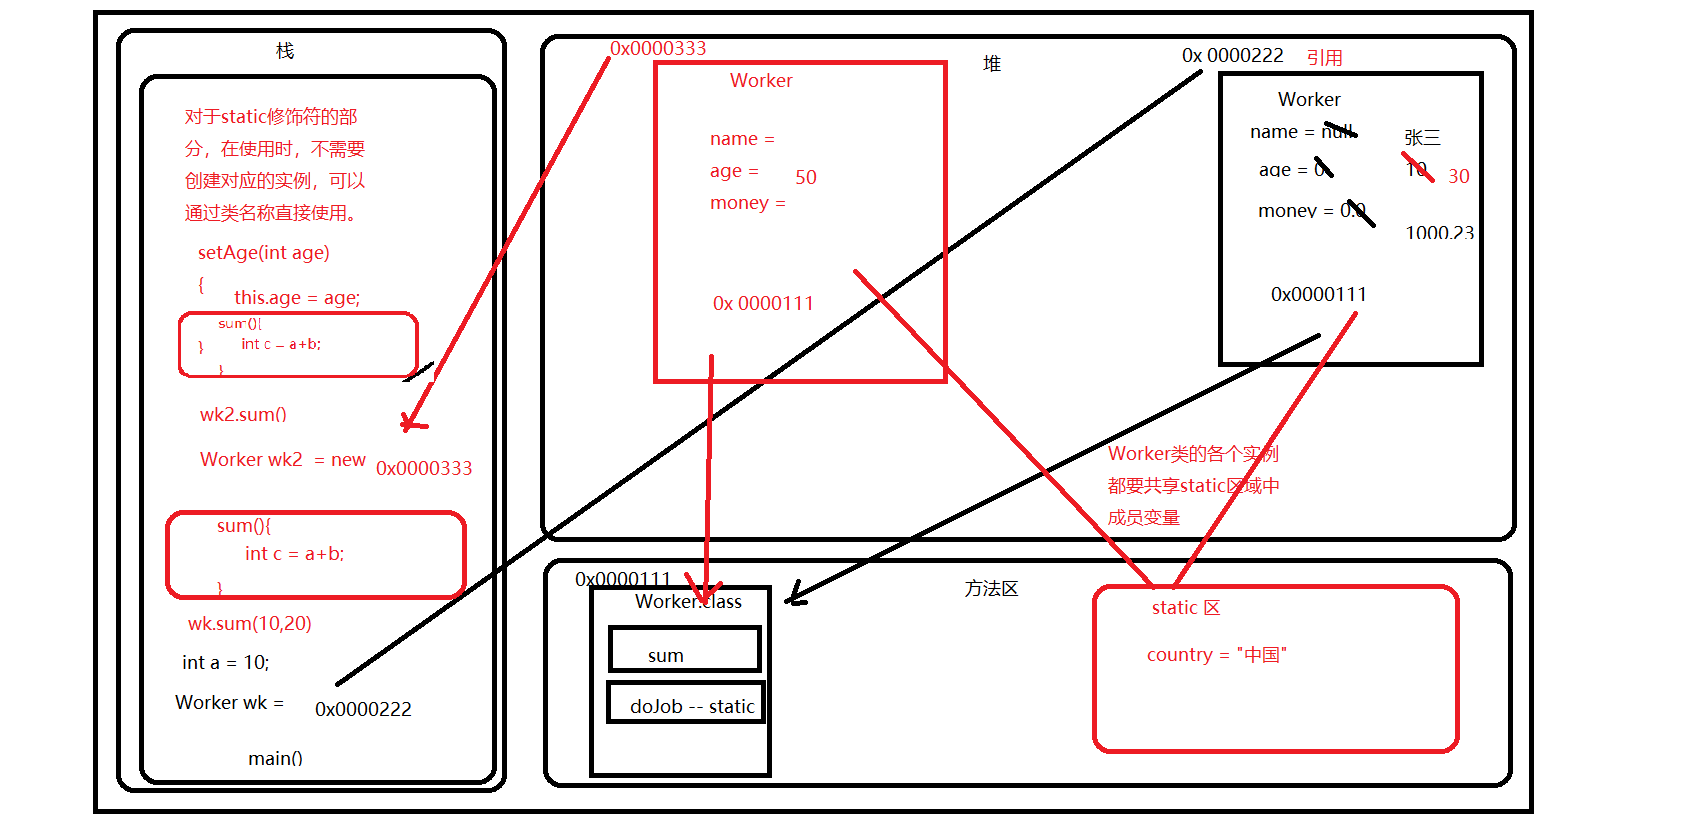 栈
对于static修饰符的部
分，在使用时，不需要
创建对应的实例，可以
通过类名称直接使用。
setAge(int age)
{
this.age = age;
sum(){
} int c = a+b;
}
wk2.sum()
Worker wk2 = new 0x0000333
sum(){
int c = a+b;
}
wk.sum(10,20)
int a = 10;
Worker wk = 0x0000222
main()
堆
0x0000333
Worker
name =
age = 50
money =
0x 0000111
0x 0000222 引用
Worker
name = null 张三
age = 0 10 30
money = 0.0
1000.23
0x0000111
Worker类的各个实例
都要共享static区域中
成员变量
方法区
0x0000111
Worker.class
sum
doJob -- static
static 区
country = "中国"